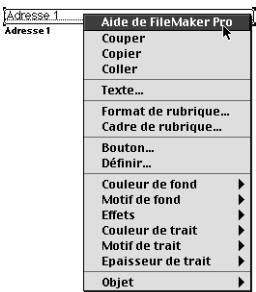 Adresse 1
Adresse 1
Aide de FileMaker Pro
Couper
Copier
Coller
Texte...
Format de rubrique...
Cadre de rubrique...
Bouton...
Définir...
Couleur de fond
Motif de fond
Effets
Couleur de trait
Motif de trait
Epaisseur de trait
Objet